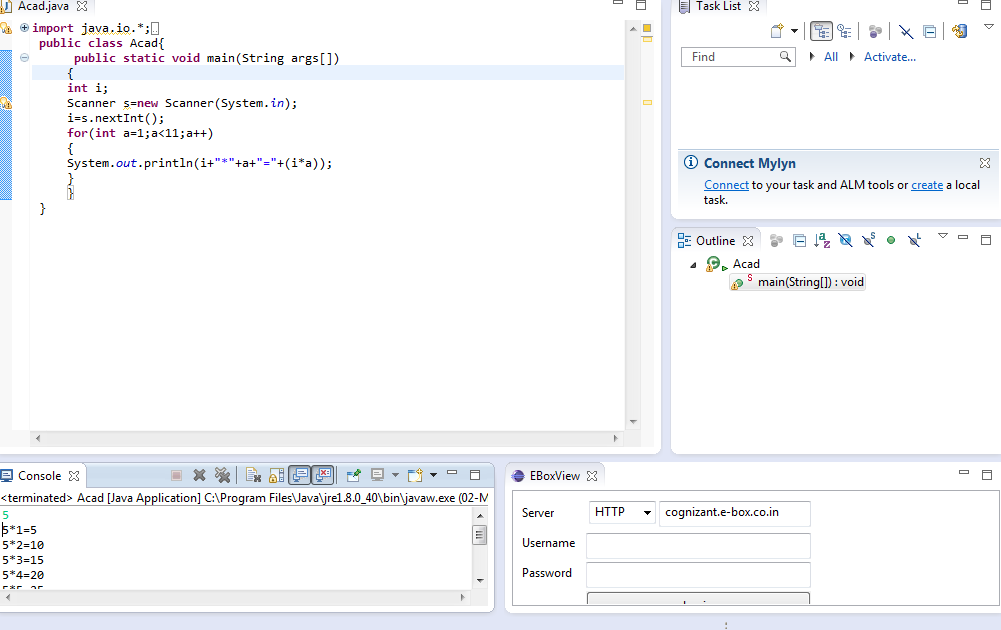 Acad.java
import java.io.*;
public class Acad{
public static void main(String args[])
{
int i;
Scanner s=new Scanner(System.in);
i=s.nextInt();
for(int a=1;a<11;a++)
{
System.out.println(i+"*"+a+"="+(i*a));
}
}
}
Task List
Find All Activate...
Connect Mylyn
Connect to your task and ALM tools or create a local
task.
Outline
Acad
main(String[]) : void
Console
<terminated> Acad [Java Application] C:\Program Files\Java\jre1.8.0_40\bin\javaw.exe (02-M
5
5*1=5
5*2=10
5*3=15
5*4=20
5*5=25
EBoxView
Server HTTP cognizant.e-box.co.in
Username
Password